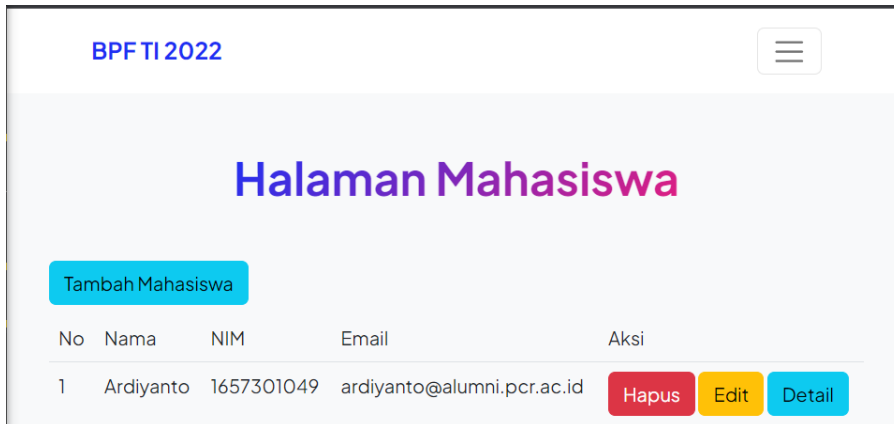 BPF TI 2022
Halaman Mahasiswa
Tambah Mahasiswa
No Nama NIM Email Aksi
1 Ardiyanto 1657301049 ardiyanto@alumni.pcr.ac.id Hapus Edit Detail